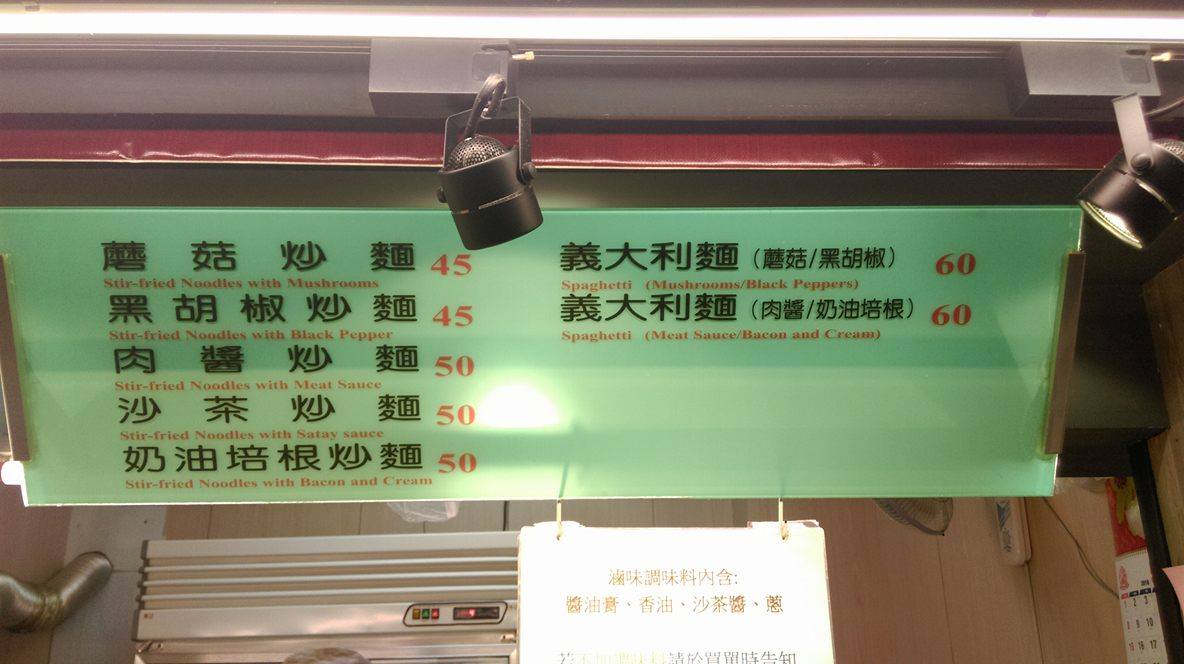 蘑菇炒麵 45
Stir-fried Noodles with Mushrooms
黑胡椒炒麵 45
Stir-fried Noodles with Black Pepper
肉醬炒麵 50
Stir-fried Noodles with Meat Sauce
沙茶炒麵 50
Stir-fried Noodles with Satay sauce
奶油培根炒麵 50
Stir-fried Noodles with Bacon and Cream
義大利麵（蘑菇/黑胡椒） 60
Spaghetti (Mushrooms/Black Peppers)
義大利麵（肉醬/奶油培根） 60
Spaghetti (Meat Sauce/Bacon and Cream)
滷味調味料內含:
醬油膏、香油、沙茶醬、蔥
若不加調味料請於買單時告知